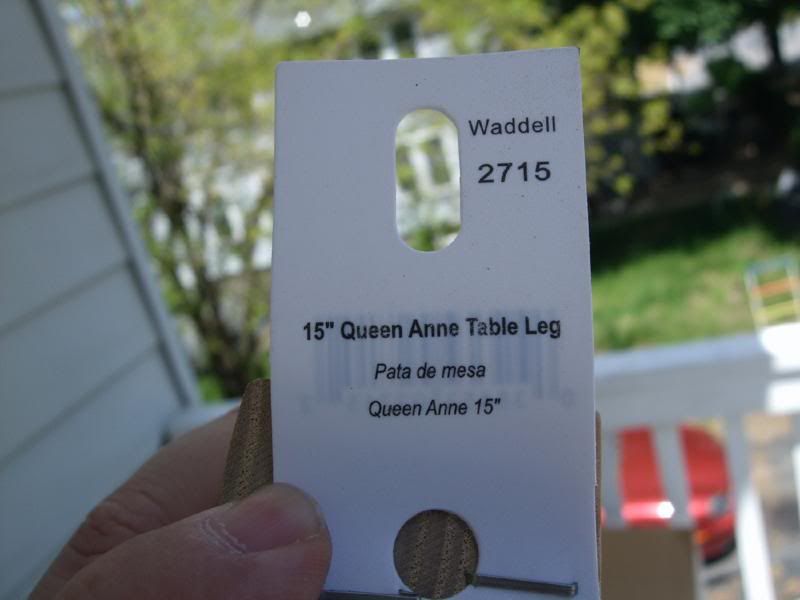 Waddell
2715
15" Queen Anne Table Leg
Pata de mesa
Queen Anne 15"